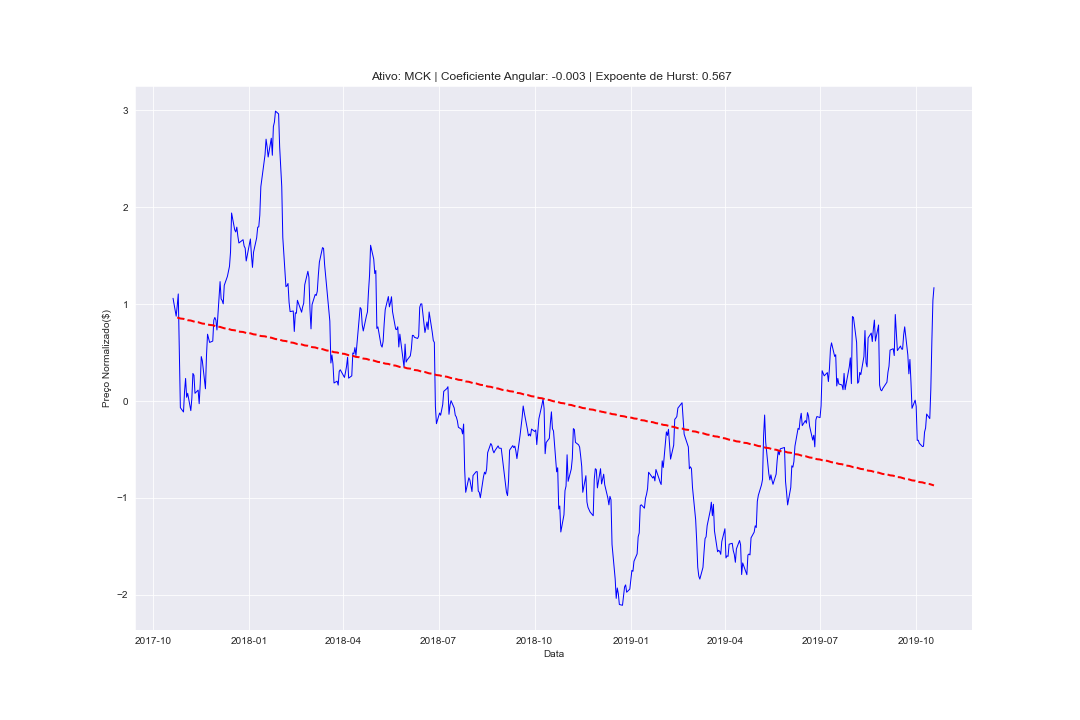 Ativo: MCK | Coeficiente Angular: -0.003 | Expoente de Hurst: 0.567
Preço Normalizado($)
3
2
1
0
−1
−2
2017-10 2018-01 2018-04 2018-07 2018-10 2019-01 2019-04 2019-07 2019-10
Data